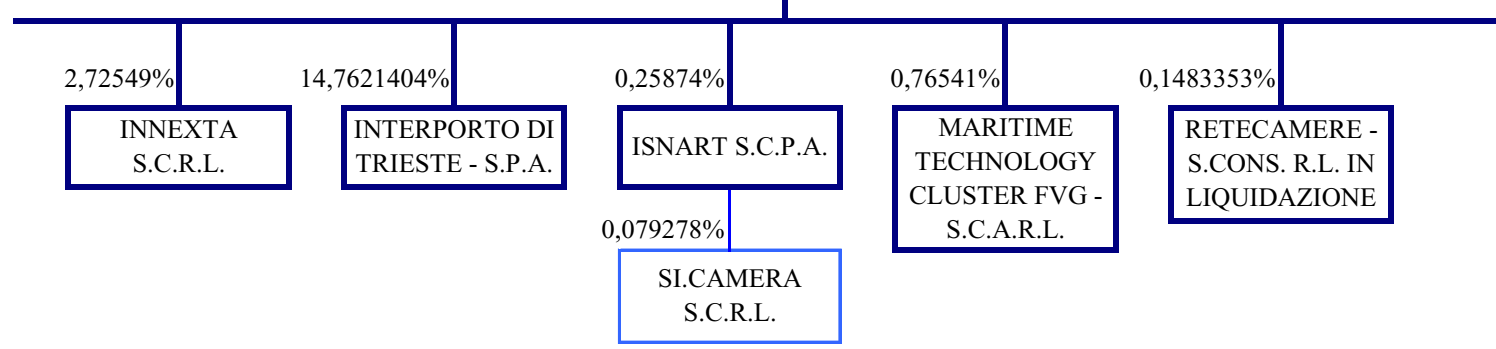 2,72549%
INNEXTA
S.C.R.L.
14,7621404%
INTERPORTO DI
TRIESTE - S.P.A.
0,25874%
ISNART S.C.P.A.
0,079278%
SI.CAMERA
S.C.R.L.
0,76541%
MARITIME
TECHNOLOGY
CLUSTER FVG -
S.C.A.R.L.
0,1483353%
RETECAMERE -
S.CONS. R.L. IN
LIQUIDAZIONE